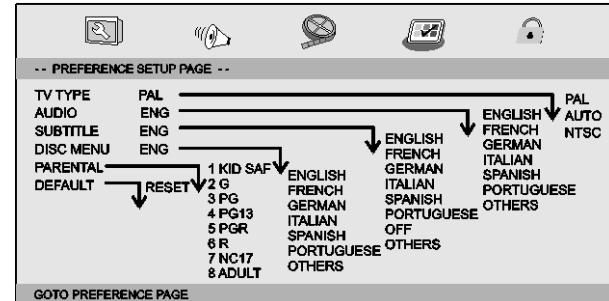 -- PREFERENCE SETUP PAGE --
TV TYPE PAL
AUDIO ENG
SUBTITLE ENG
DISC MENU ENG
PARENTAL
DEFAULT RESET
1 KID SAF
2 G
3 PG
4 PG13
5 PGR
6 R
7 NC17
8 ADULT
ENGLISH
FRENCH
GERMAN
ITALIAN
SPANISH
PORTUGUESE
OTHERS
ENGLISH
FRENCH
GERMAN
ITALIAN
SPANISH
PORTUGUESE
OFF
OTHERS
ENGLISH
FRENCH
GERMAN
ITALIAN
SPANISH
PORTUGUESE
OTHERS
PAL
AUTO
NTSC
GOTO PREFERENCE PAGE